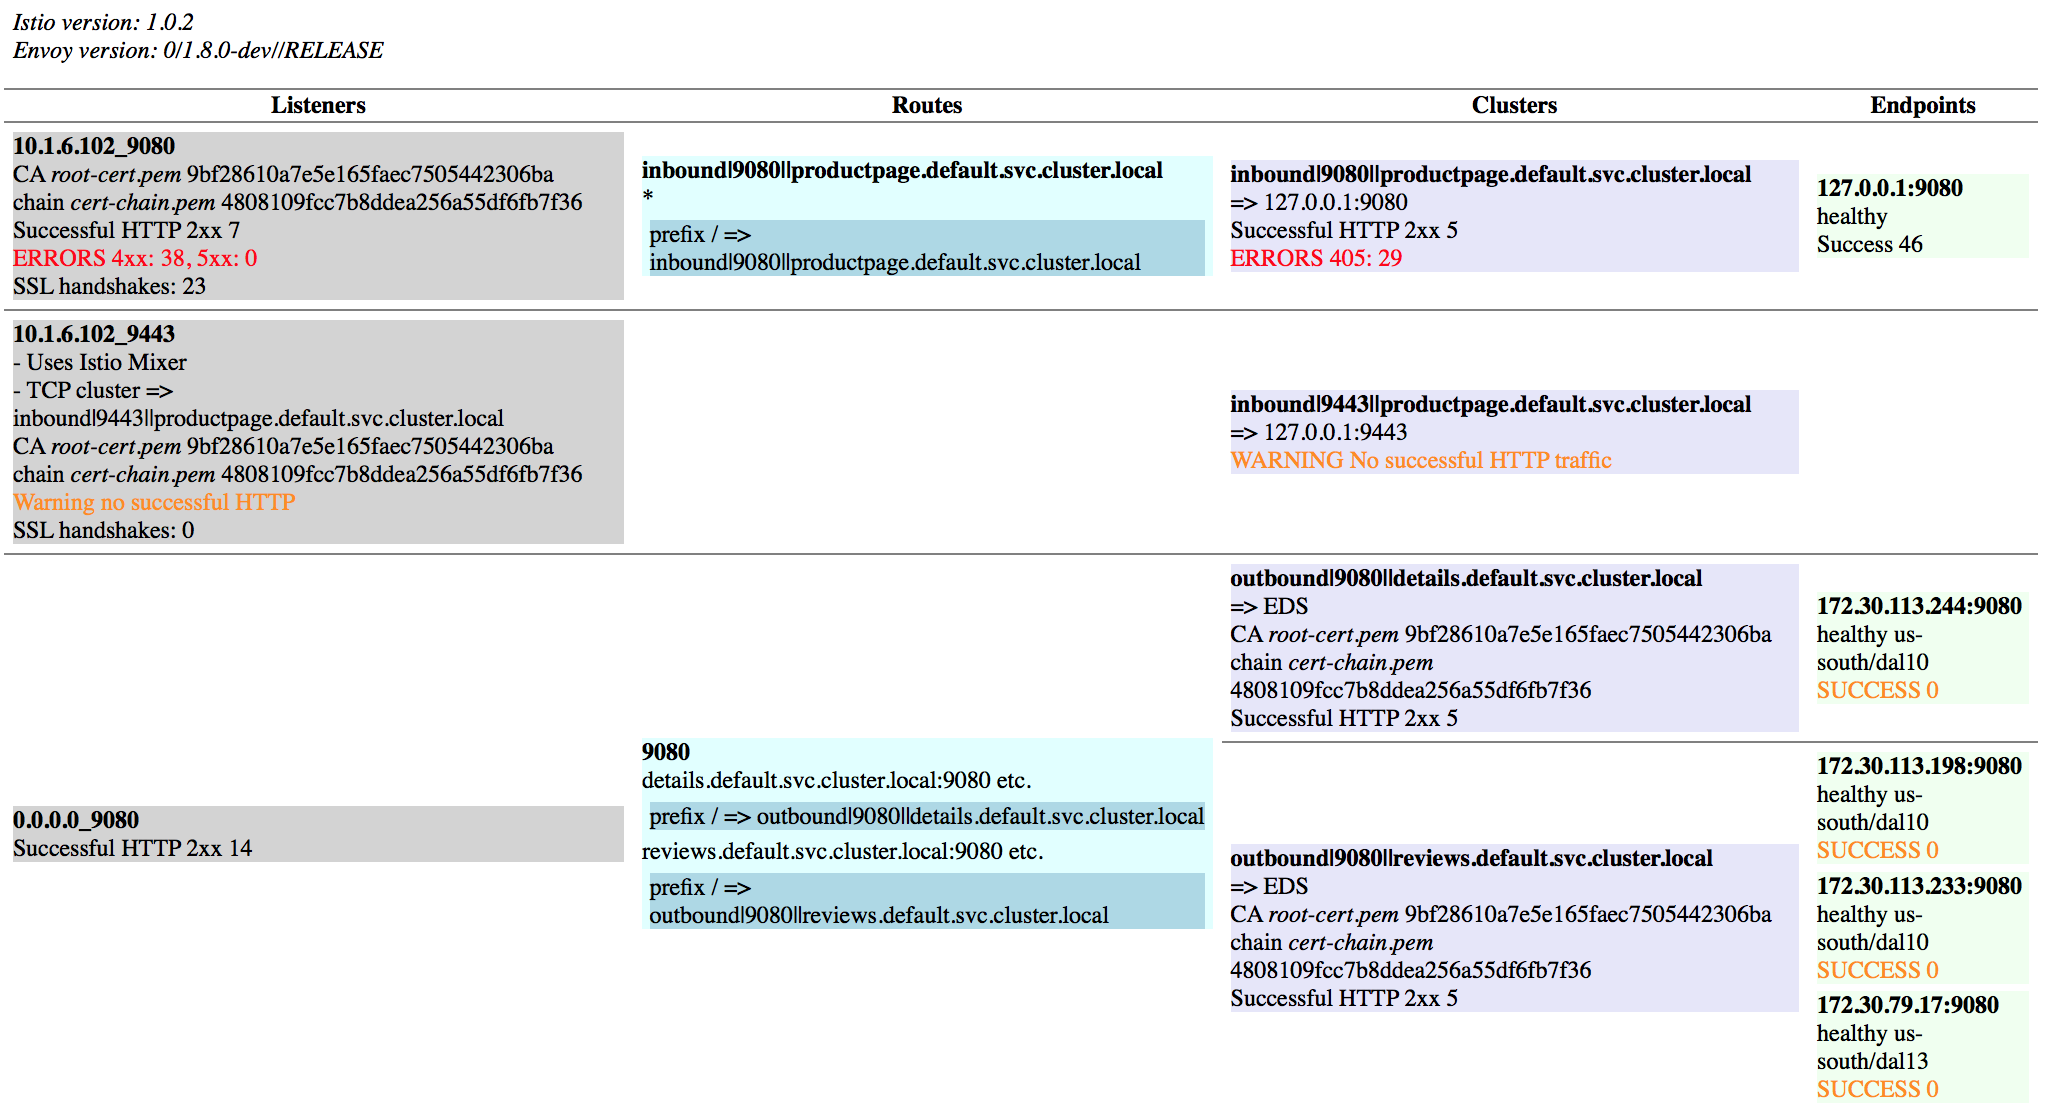 Istio version: 1.0.2
Envoy version: 0/1.8.0-dev//RELEASE
Listeners
Routes
Clusters
Endpoints
10.1.6.102_9080
CA root-cert.pem 9bf28610a7e5e165faec7505442306ba
chain cert-chain.pem 4808109fcc7b8ddea256a55df6fb7f36
Successful HTTP 2xx 7
ERRORS 4xx: 38, 5xx: 0
SSL handshakes: 23
inbound|9080||productpage.default.svc.cluster.local
*
prefix / =>
inbound|9080||productpage.default.svc.cluster.local
inbound|9080||productpage.default.svc.cluster.local
=> 127.0.0.1:9080
Successful HTTP 2xx 5
ERRORS 405: 29
127.0.0.1:9080
healthy
Success 46
10.1.6.102_9443
- Uses Istio Mixer
- TCP cluster =>
inbound|9443||productpage.default.svc.cluster.local
CA root-cert.pem 9bf28610a7e5e165faec7505442306ba
chain cert-chain.pem 4808109fcc7b8ddea256a55df6fb7f36
Warning no successful HTTP
SSL handshakes: 0
inbound|9443||productpage.default.svc.cluster.local
=> 127.0.0.1:9443
WARNING No successful HTTP traffic
0.0.0.0_9080
Successful HTTP 2xx 14
9080
details.default.svc.cluster.local:9080 etc.
prefix / => outbound|9080||details.default.svc.cluster.local
reviews.default.svc.cluster.local:9080 etc.
prefix / =>
outbound|9080||reviews.default.svc.cluster.local
outbound|9080||details.default.svc.cluster.local
=> EDS
CA root-cert.pem 9bf28610a7e5e165faec7505442306ba
chain cert-chain.pem
4808109fcc7b8ddea256a55df6fb7f36
Successful HTTP 2xx 5
172.30.113.244:9080
healthy us-
south/dal10
SUCCESS 0
outbound|9080||reviews.default.svc.cluster.local
=> EDS
CA root-cert.pem 9bf28610a7e5e165faec7505442306ba
chain cert-chain.pem
4808109fcc7b8ddea256a55df6fb7f36
Successful HTTP 2xx 5
172.30.113.198:9080
healthy us-
south/dal10
SUCCESS 0
172.30.113.233:9080
healthy us-
south/dal10
SUCCESS 0
172.30.79.17:9080
healthy us-
south/dal13
SUCCESS 0